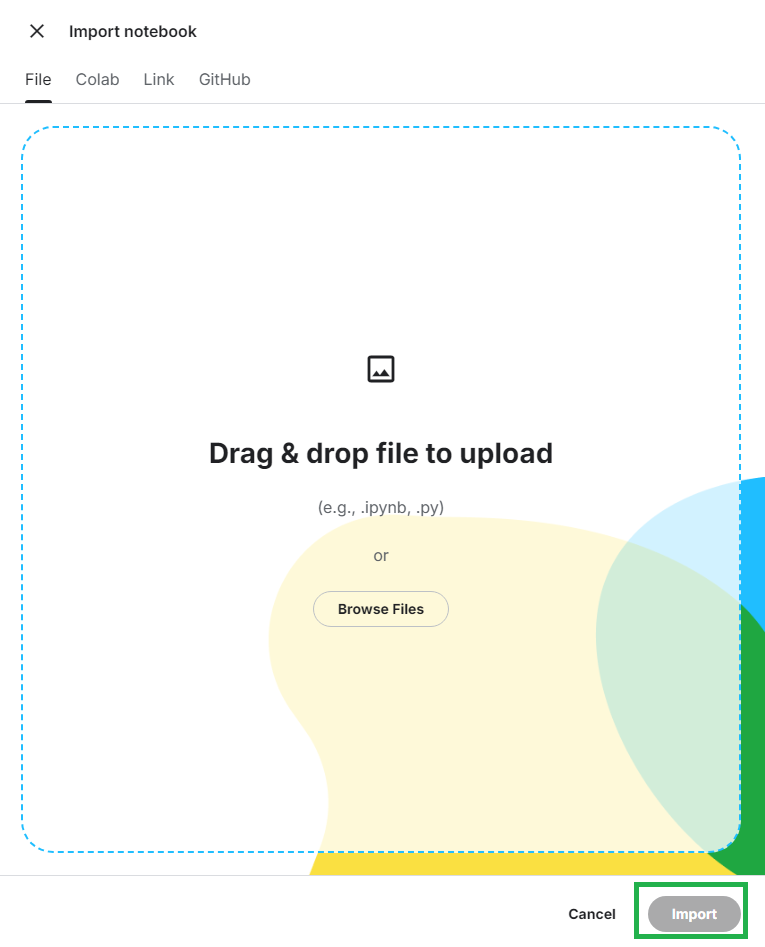 Import notebook
File Colab Link GitHub
Drag & drop file to upload
(e.g., .ipynb, .py)
or
Browse Files
Cancel Import